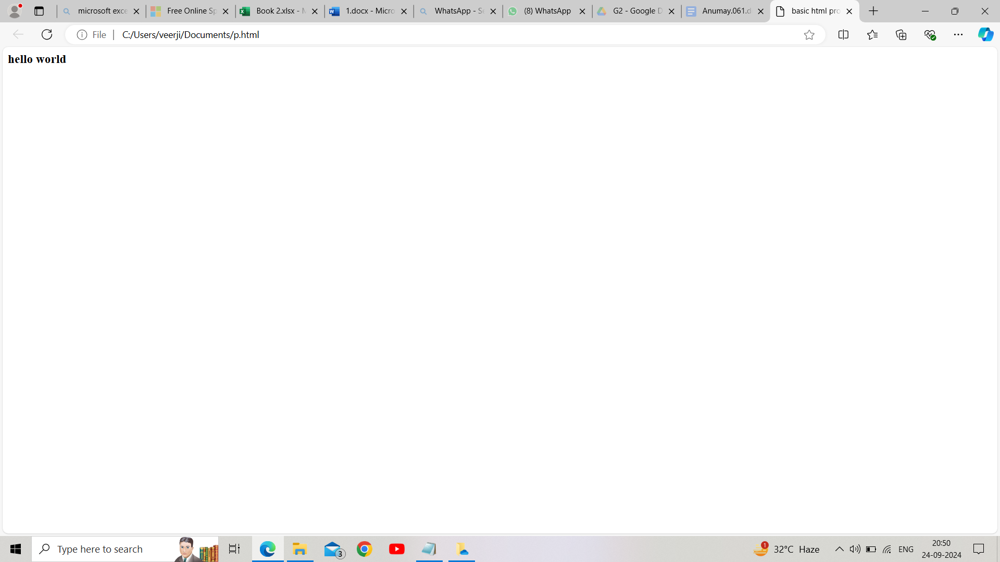 microsoft exce
Free Online Sp
Book 2.xlsx - M
1.docx - Micro
WhatsApp - Se
(8) WhatsApp
G2 - Google D
Anumay.061.d
basic html pro
File
C:/Users/veerji/Documents/p.html
hello world
Type here to search
3
1
32°C Haze
ENG
20:50
24-09-2024